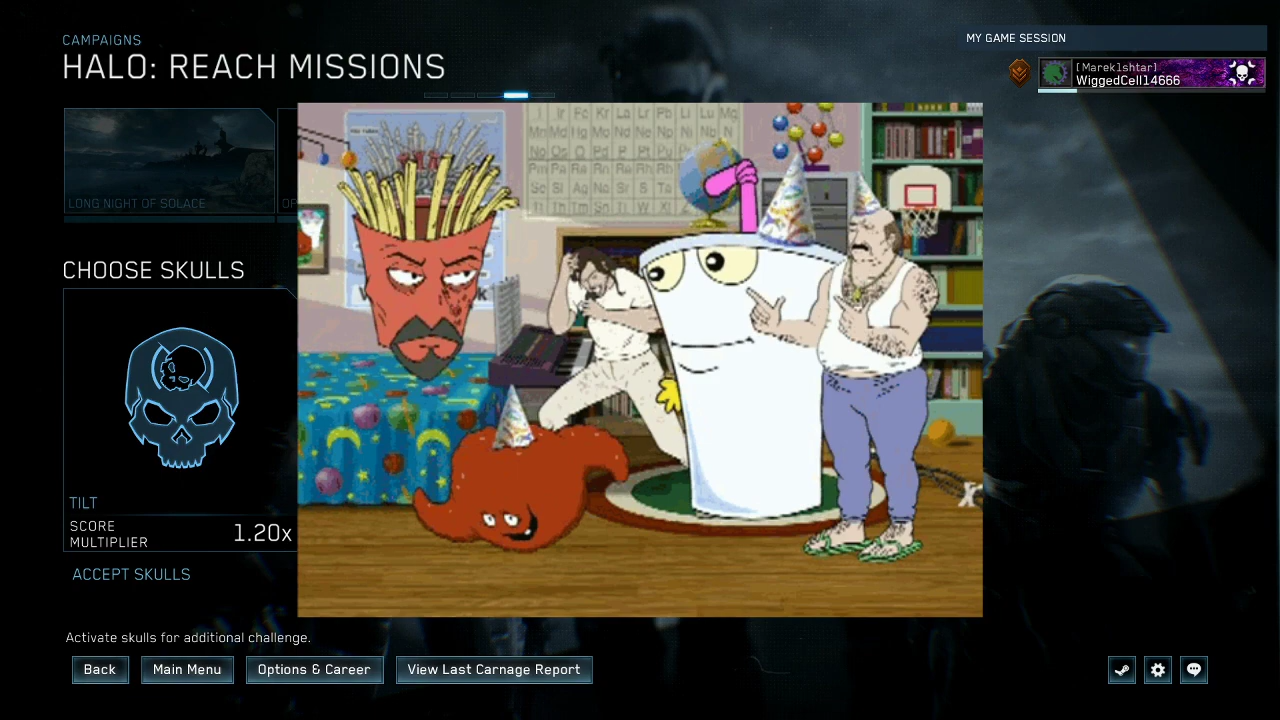 CAMPAIGNS
HALO: REACH MISSIONS
MY GAME SESSION
[Marek1shtar]
WiggedCell14666
LONG NIGHT OF SOLACE
OP
CHOOSE SKULLS
TILT
SCORE
MULTIPLIER
1.20x
ACCEPT SKULLS
Activate skulls for additional challenge.
Back
Main Menu
Options & Career
View Last Carnage Report